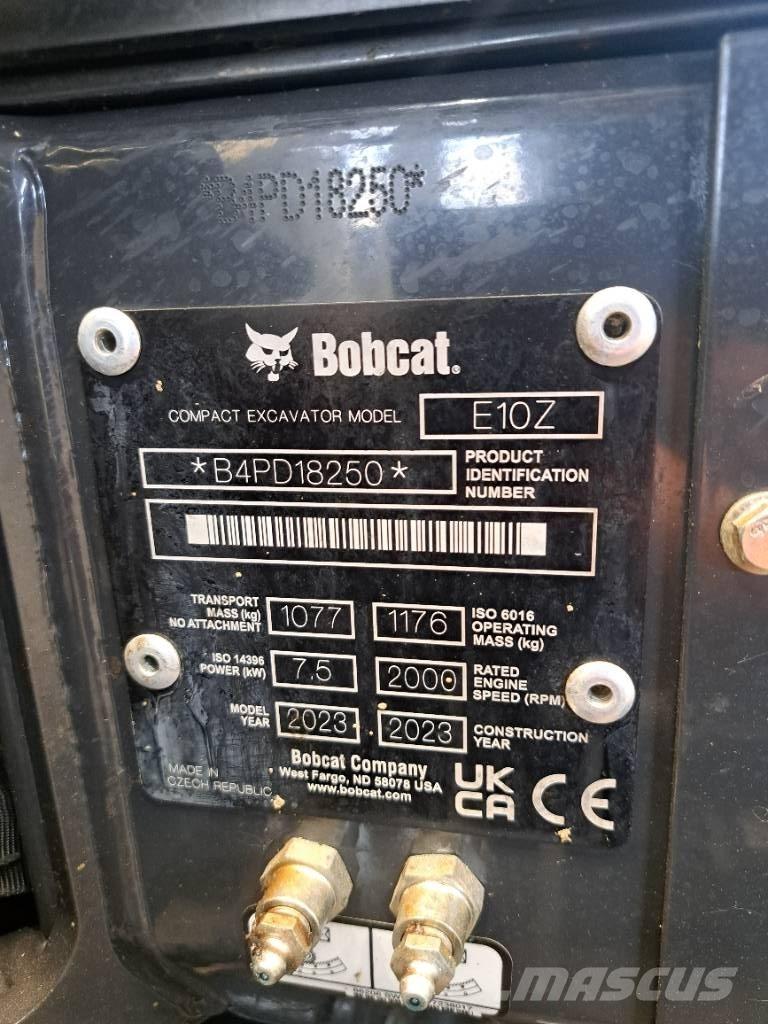 *B4PD18250*
Bobcat.
COMPACT EXCAVATOR MODEL E10Z
*B4PD18250* PRODUCT IDENTIFICATION NUMBER
TRANSPORT MASS (kg) NO ATTACHMENT 1077 1176 ISO 6016 OPERATING MASS (kg)
ISO 14396 POWER (kW) 7.5 2000 RATED ENGINE SPEED (RPM)
MODEL YEAR 2023 2023 CONSTRUCTION YEAR
Bobcat Company
West Fargo, ND 58078 USA
www.bobcat.com
MADE IN
CZECH REPUBLIC
UK
CA CE
MASCUS